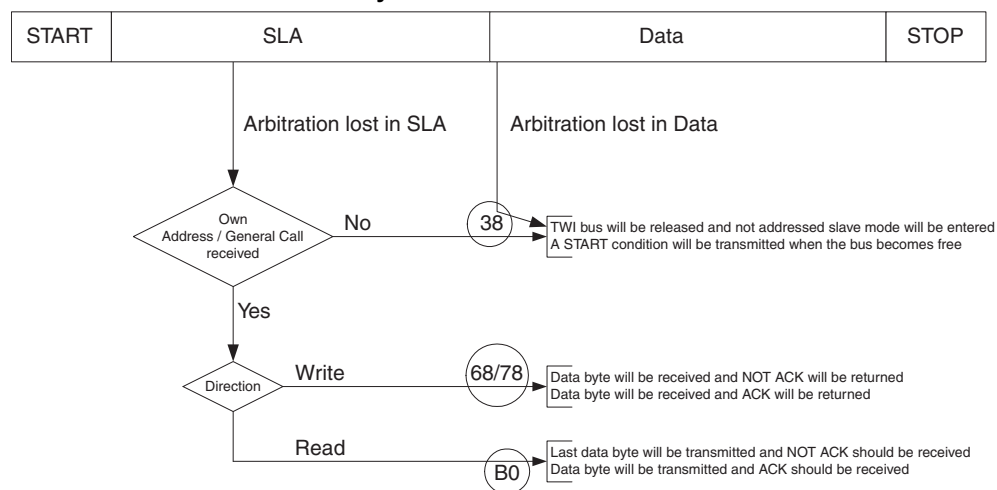 START SLA Data STOP
Arbitration lost in SLA Arbitration lost in Data
Own
Address / General Call
received
No
38
TWI bus will be released and not addressed slave mode will be entered
A START condition will be transmitted when the bus becomes free
Yes
Direction
Write
68/78
Data byte will be received and NOT ACK will be returned
Data byte will be received and ACK will be returned
Read
B0
Last data byte will be transmitted and NOT ACK should be received
Data byte will be transmitted and ACK should be received